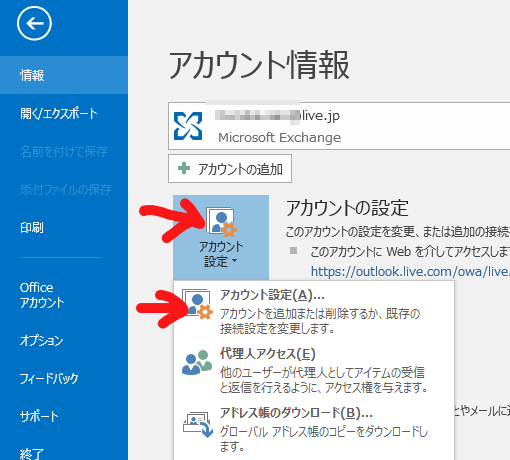 アカウント情報
情報
開く/エクスポート
名前を付けて保存
添付ファイルの保存
印刷
Office
アカウント
オプション
フィードバック
サポート
終了
@live.jp
Microsoft Exchange
アカウントの追加
アカウント
設定
アカウントの設定
このアカウントの設定を変更、または追加の接続
このアカウントに Web を介してアクセスしま
https://outlook.live.com/owa/live.
アカウント設定(A)...
アカウントを追加または削除するか、既存の
接続設定を変更します。
代理人アクセス(E)
他のユーザーが代理人としてアイテムの受信
と返信を行えるように、アクセス権を与えます。
アドレス帳のダウンロード(B)...
グローバル アドレス帳のコピーをダウンロードし
ます。
とやメールに返